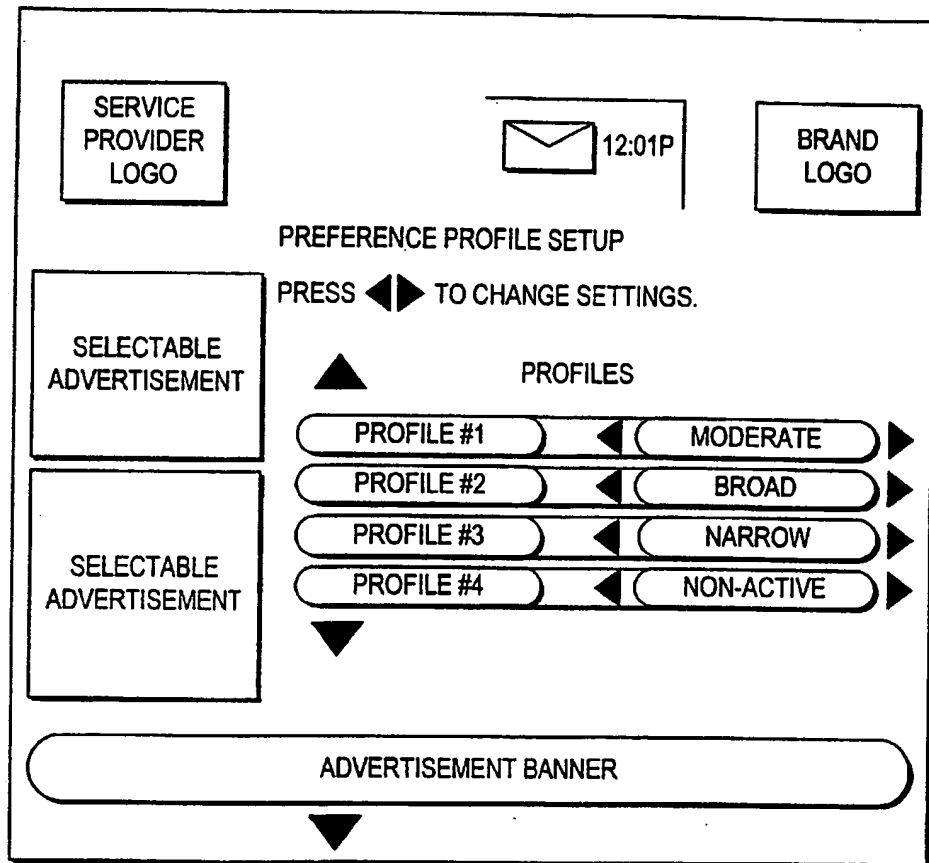 SERVICE
PROVIDER
LOGO
12:01P
BRAND
LOGO
PREFERENCE PROFILE SETUP
PRESS ◀▶ TO CHANGE SETTINGS.
SELECTABLE
ADVERTISEMENT
PROFILES
PROFILE #1 MODERATE
PROFILE #2 BROAD
PROFILE #3 NARROW
PROFILE #4 NON-ACTIVE
SELECTABLE
ADVERTISEMENT
ADVERTISEMENT BANNER